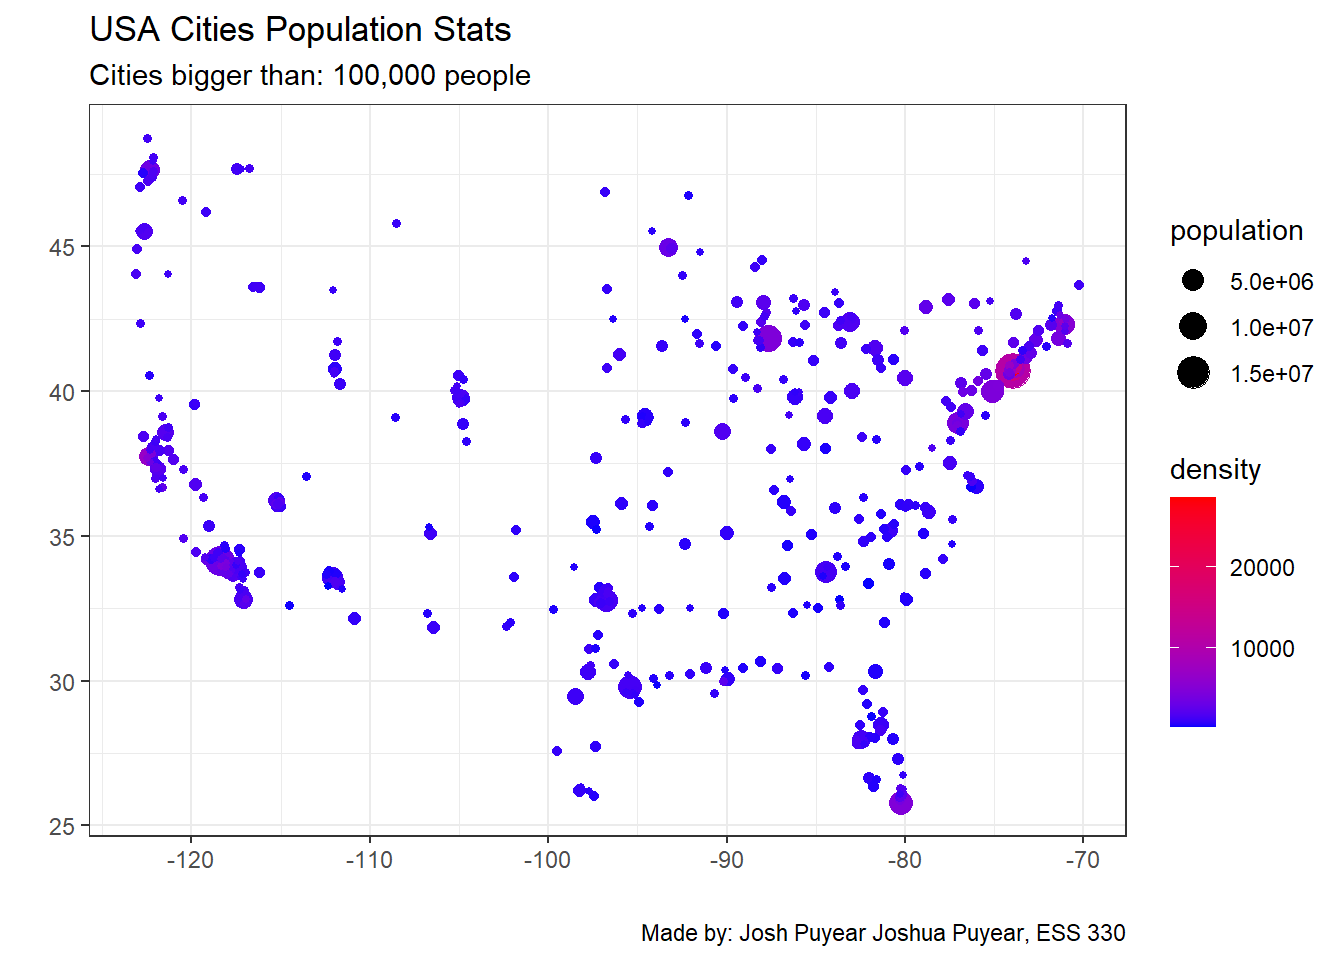 USA Cities Population Stats
Cities bigger than: 100,000 people
45
40
35
30
25
-120 -110 -100 -90 -80 -70
population
5.0e+06
1.0e+07
1.5e+07
density
20000
10000
Made by: Josh Puyear Joshua Puyear, ESS 330